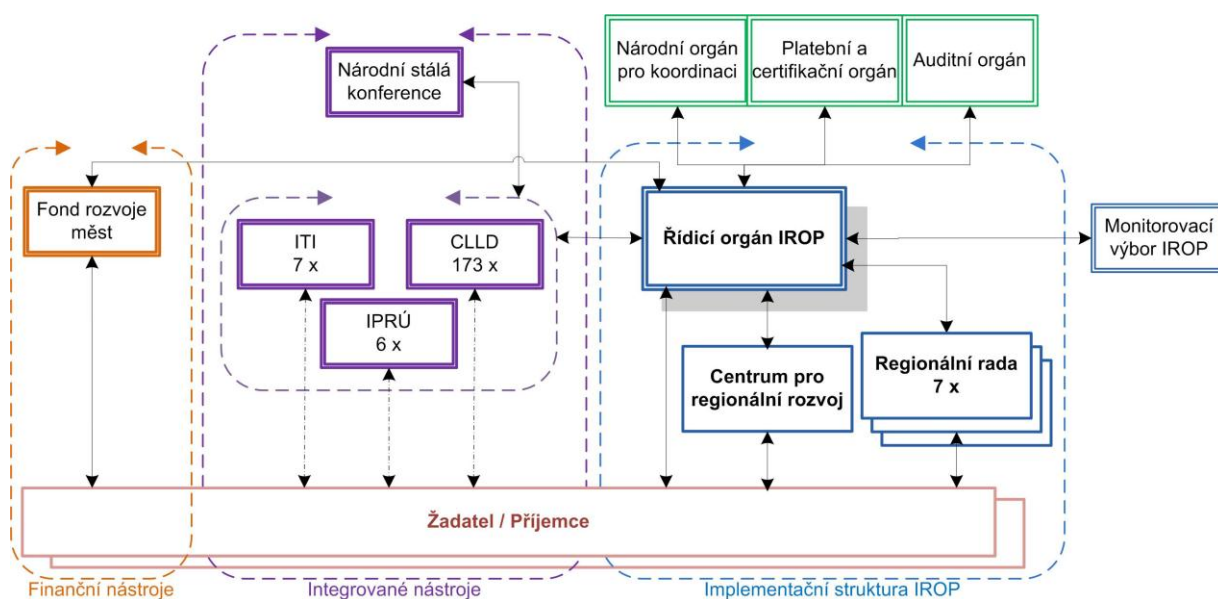 Národní stálá
konference
Národní orgán
pro koordinaci
Platební a
certifikační orgán
Auditní orgán
Fond rozvoje
měst
ITI
7 x
CLLD
173 x
IPRÚ
6 x
Řídicí orgán IROP
Monitorovací
výbor IROP
Centrum pro
regionální rozvoj
Regionální rada
7 x
Žadatel / Příjemce
Finanční nástroje
Integrované nástroje
Implementační struktura IROP